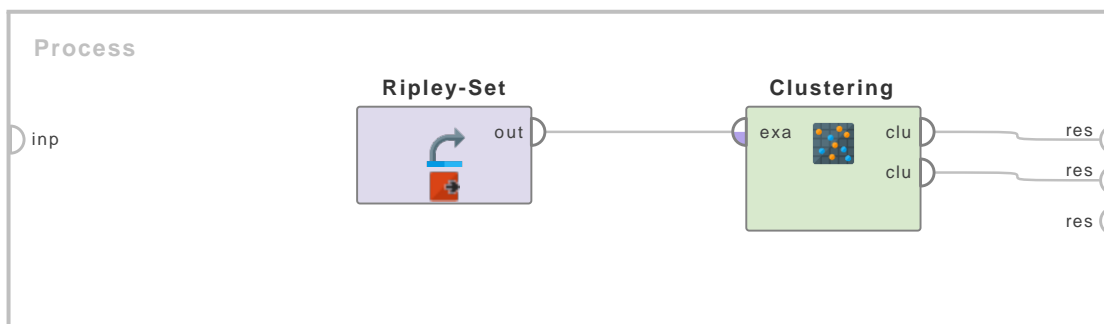 Process
Ripley-Set
Clustering
inp
out
exa
clu
res
clu
res
res